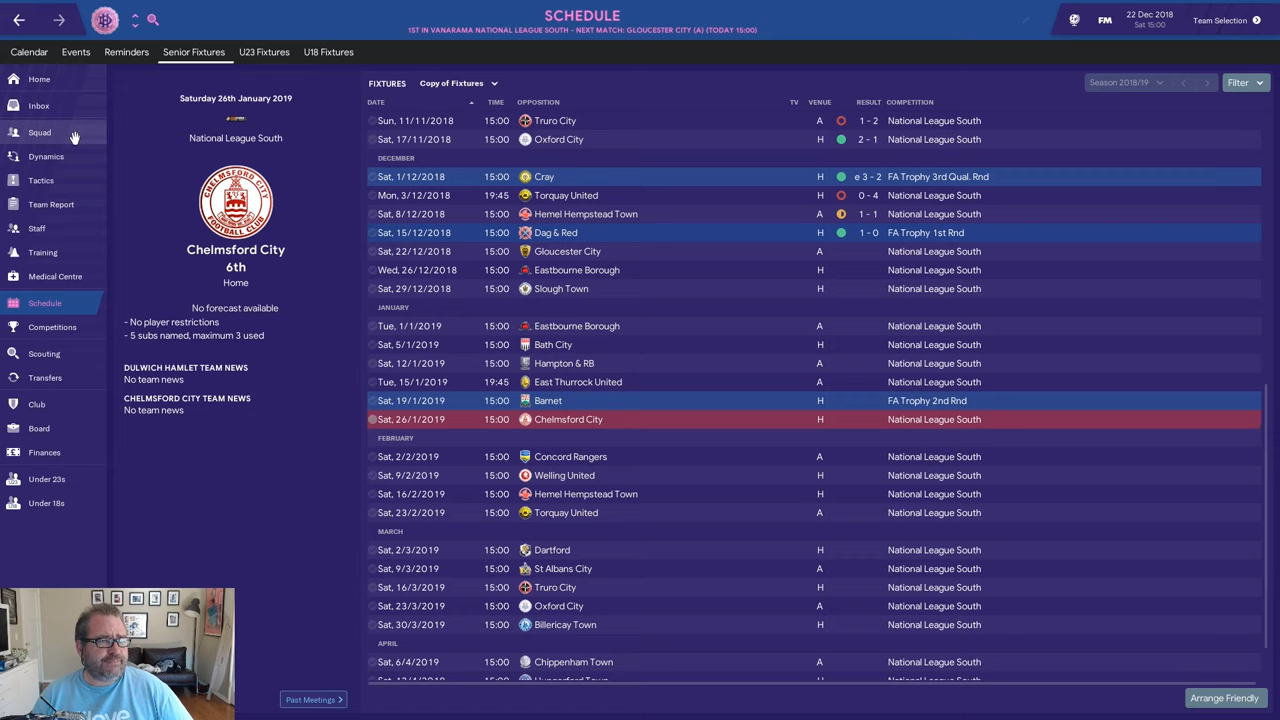 SCHEDULE
1ST IN VANARAMA NATIONAL LEAGUE SOUTH - NEXT MATCH: GLOUCESTER CITY (A) (TODAY 15:00)
FM
22 Dec 2018
Sat 15:00
Team Selection
Calendar Events Reminders Senior Fixtures U23 Fixtures U18 Fixtures
Home
Inbox
Squad
Dynamics
Tactics
Team Report
Staff
Training
Medical Centre
Schedule
Competitions
Scouting
Transfers
Club
Board
Finances
Under 23s
Under 18s
Saturday 26th January 2019
National League South
CHELMSFORD CITY
FOOTBALL CLUB
Chelmsford City
6th
Home
No forecast available
- No player restrictions
- 5 subs named, maximum 3 used
DULWICH HAMLET TEAM NEWS
No team news
CHELMSFORD CITY TEAM NEWS
No team news
Past Meetings
FIXTURES Copy of Fixtures Season 2018/19 Filter
DATE TIME OPPOSITION TV VENUE RESULT COMPETITION
Sun, 11/11/2018 15:00 Truro City A 1 - 2 National League South
Sat, 17/11/2018 15:00 Oxford City H 2 - 1 National League South
DECEMBER
Sat, 1/12/2018 15:00 Cray H e 3 - 2 FA Trophy 3rd Qual. Rnd
Mon, 3/12/2018 19:45 Torquay United H 0 - 4 National League South
Sat, 8/12/2018 15:00 Hemel Hempstead Town A 1 - 1 National League South
Sat, 15/12/2018 15:00 Dag & Red H 1 - 0 FA Trophy 1st Rnd
Sat, 22/12/2018 15:00 Gloucester City A National League South
Wed, 26/12/2018 15:00 Eastbourne Borough H National League South
Sat, 29/12/2018 15:00 Slough Town H National League South
JANUARY
Tue, 1/1/2019 15:00 Eastbourne Borough A National League South
Sat, 5/1/2019 15:00 Bath City H National League South
Sat, 12/1/2019 15:00 Hampton & RB A National League South
Tue, 15/1/2019 19:45 East Thurrock United A National League South
Sat, 19/1/2019 15:00 Barnet H FA Trophy 2nd Rnd
Sat, 26/1/2019 15:00 Chelmsford City H National League South
FEBRUARY
Sat, 2/2/2019 15:00 Concord Rangers A National League South
Sat, 9/2/2019 15:00 Welling United H National League South
Sat, 16/2/2019 15:00 Hemel Hempstead Town H National League South
Sat, 23/2/2019 15:00 Torquay United A National League South
MARCH
Sat, 2/3/2019 15:00 Dartford H National League South
Sat, 9/3/2019 15:00 St Albans City A National League South
Sat, 16/3/2019 15:00 Truro City H National League South
Sat, 23/3/2019 15:00 Oxford City A National League South
Sat, 30/3/2019 15:00 Billericay Town H National League South
APRIL
Sat, 6/4/2019 15:00 Chippenham Town A National League South
Sat, 13/4/2019 15:00 Hungerford Town H National League South
Arrange Friendly